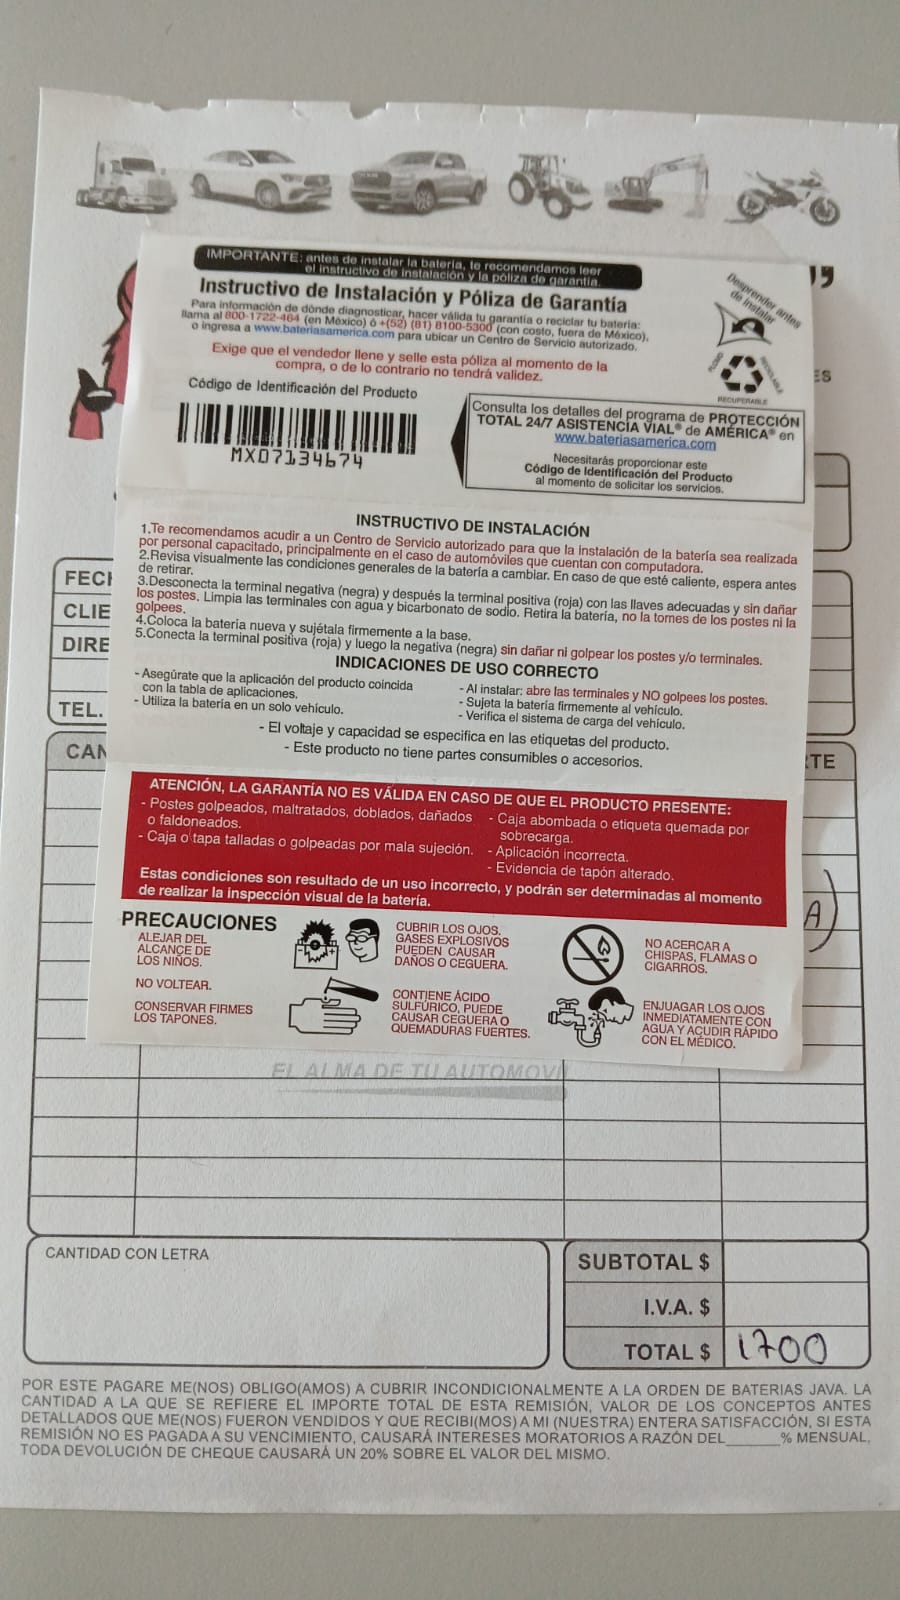 ”
IMPORTANTE: antes de instalar la batería, te recomendamos leer
el instructivo de instalación y la póliza de garantía.
Instructivo de Instalación y Póliza de Garantía
Para información de dónde diagnosticar, hacer válida tu garantía o reciclar tu batería:
llama al 800-1722-464 (en México) ó +(52) (81) 8100-5300 (con costo, fuera de México),
o ingresa a www.bateriasamerica.com para ubicar un Centro de Servicio autorizado.
Exige que el vendedor llene y selle esta póliza al momento de la
compra, o de lo contrario no tendrá validez.
Desprender antes
de instalar
PLOMO
RECICLABLE
RECUPERABLE
ES
Código de Identificación del Producto
MX07134674
Consulta los detalles del programa de PROTECCIÓN
TOTAL 24/7 ASISTENCIA VIAL® de AMÉRICA® en
www.bateriasamerica.com
Necesitarás proporcionar este
Código de Identificación del Producto
al momento de solicitar los servicios.
INSTRUCTIVO DE INSTALACIÓN
1.Te recomendamos acudir a un Centro de Servicio autorizado para que la instalación de la batería sea realizada
por personal capacitado, principalmente en el caso de automóviles que cuentan con computadora.
2.Revisa visualmente las condiciones generales de la batería a cambiar. En caso de que esté caliente, espera antes
de retirar.
3.Desconecta la terminal negativa (negra) y después la terminal positiva (roja) con las llaves adecuadas y sin dañar
los postes. Limpia las terminales con agua y bicarbonato de sodio. Retira la batería, no la tomes de los postes ni la
golpees.
4.Coloca la batería nueva y sujétala firmemente a la base.
5.Conecta la terminal positiva (roja) y luego la negativa (negra) sin dañar ni golpear los postes y/o terminales.
INDICACIONES DE USO CORRECTO
- Asegúrate que la aplicación del producto coincida
con la tabla de aplicaciones.
- Utiliza la batería en un solo vehículo.
- Al instalar: abre las terminales y NO golpees los postes.
- Sujeta la batería firmemente al vehículo.
- Verifica el sistema de carga del vehículo.
- El voltaje y capacidad se especifica en las etiquetas del producto.
- Este producto no tiene partes consumibles o accesorios.
FECH
CLIE
DIRE
TEL.
CAN
RTE
A)
ATENCIÓN, LA GARANTÍA NO ES VÁLIDA EN CASO DE QUE EL PRODUCTO PRESENTE:
- Postes golpeados, maltratados, doblados, dañados
o faldoneados.
- Caja o tapa talladas o golpeadas por mala sujeción.
- Caja abombada o etiqueta quemada por
sobrecarga.
- Aplicación incorrecta.
- Evidencia de tapón alterado.
Estas condiciones son resultado de un uso incorrecto, y podrán ser determinadas al momento
de realizar la inspección visual de la batería.
PRECAUCIONES
ALEJAR DEL
ALCANCE DE
LOS NIÑOS.
NO VOLTEAR.
CONSERVAR FIRMES
LOS TAPONES.
CUBRIR LOS OJOS.
GASES EXPLOSIVOS
PUEDEN CAUSAR
DAÑOS O CEGUERA.
CONTIENE ÁCIDO
SULFÚRICO, PUEDE
CAUSAR CEGUERA O
QUEMADURAS FUERTES.
NO ACERCAR A
CHISPAS, FLAMAS O
CIGARROS.
ENJUAGAR LOS OJOS
INMEDIATAMENTE CON
AGUA Y ACUDIR RÁPIDO
CON EL MÉDICO.
EL ALMA DE TU AUTOMOVI
CANTIDAD CON LETRA
SUBTOTAL $
I.V.A. $
TOTAL $ 1700
POR ESTE PAGARE ME(NOS) OBLIGO(AMOS) A CUBRIR INCONDICIONALMENTE A LA ORDEN DE BATERIAS JAVA. LA
CANTIDAD A LA QUE SE REFIERE EL IMPORTE TOTAL DE ESTA REMISIÓN, VALOR DE LOS CONCEPTOS ANTES
DETALLADOS QUE ME(NOS) FUERON VENDIDOS Y QUE RECIBI(MOS) A MI (NUESTRA) ENTERA SATISFACCIÓN, SI ESTA
REMISIÓN NO ES PAGADA A SU VENCIMIENTO, CAUSARÁ INTERESES MORATORIOS A RAZÓN DEL______% MENSUAL,
TODA DEVOLUCIÓN DE CHEQUE CAUSARÁ UN 20% SOBRE EL VALOR DEL MISMO.